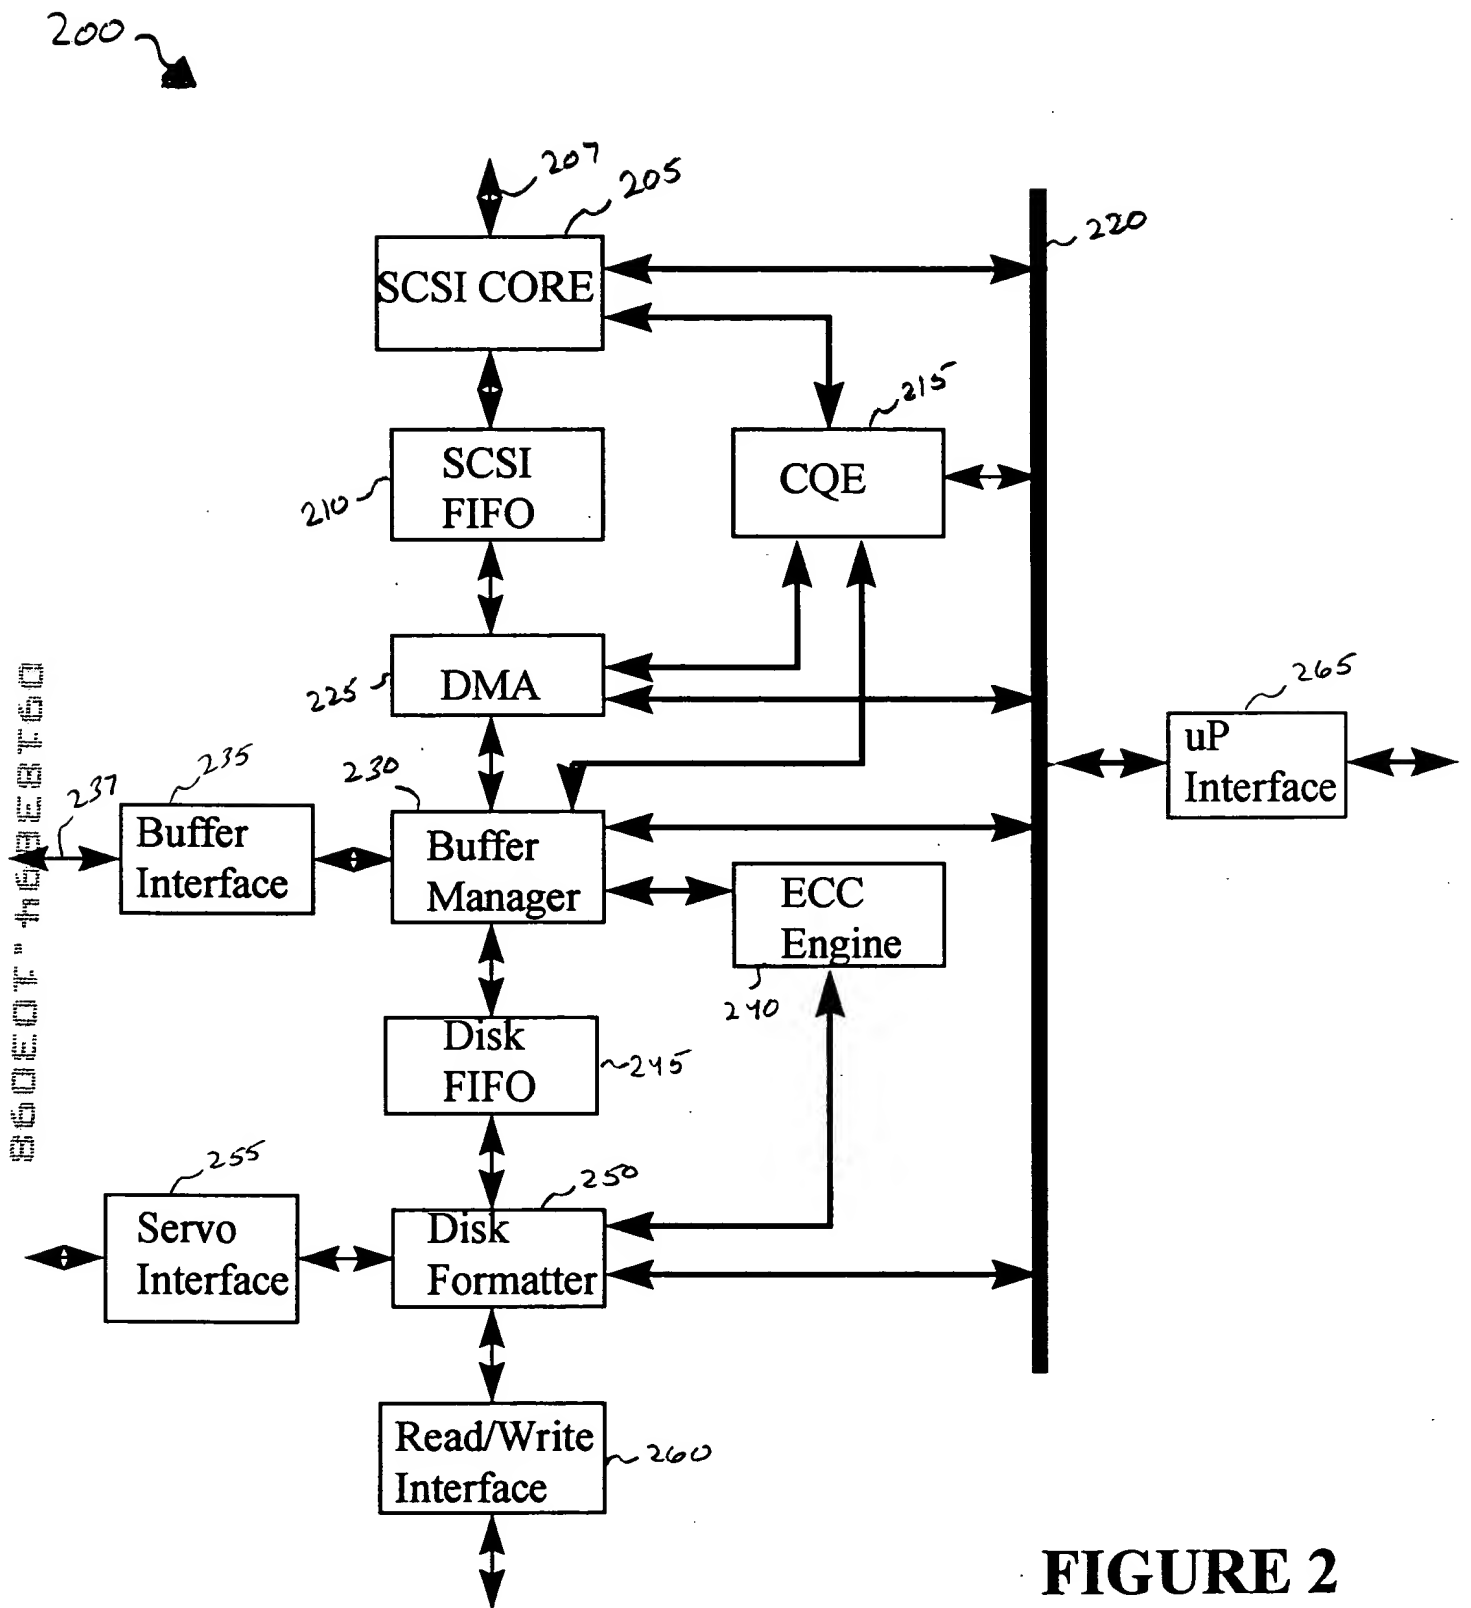 200
207
205
220
SCSI CORE
215
SCSI
FIFO
210
CQE
225
DMA
265
uP
Interface
235
230
237
Buffer
Interface
Buffer
Manager
ECC
Engine
240
Disk
FIFO
245
255
250
Servo
Interface
Disk
Formatter
Read/Write
Interface
260
FIGURE 2